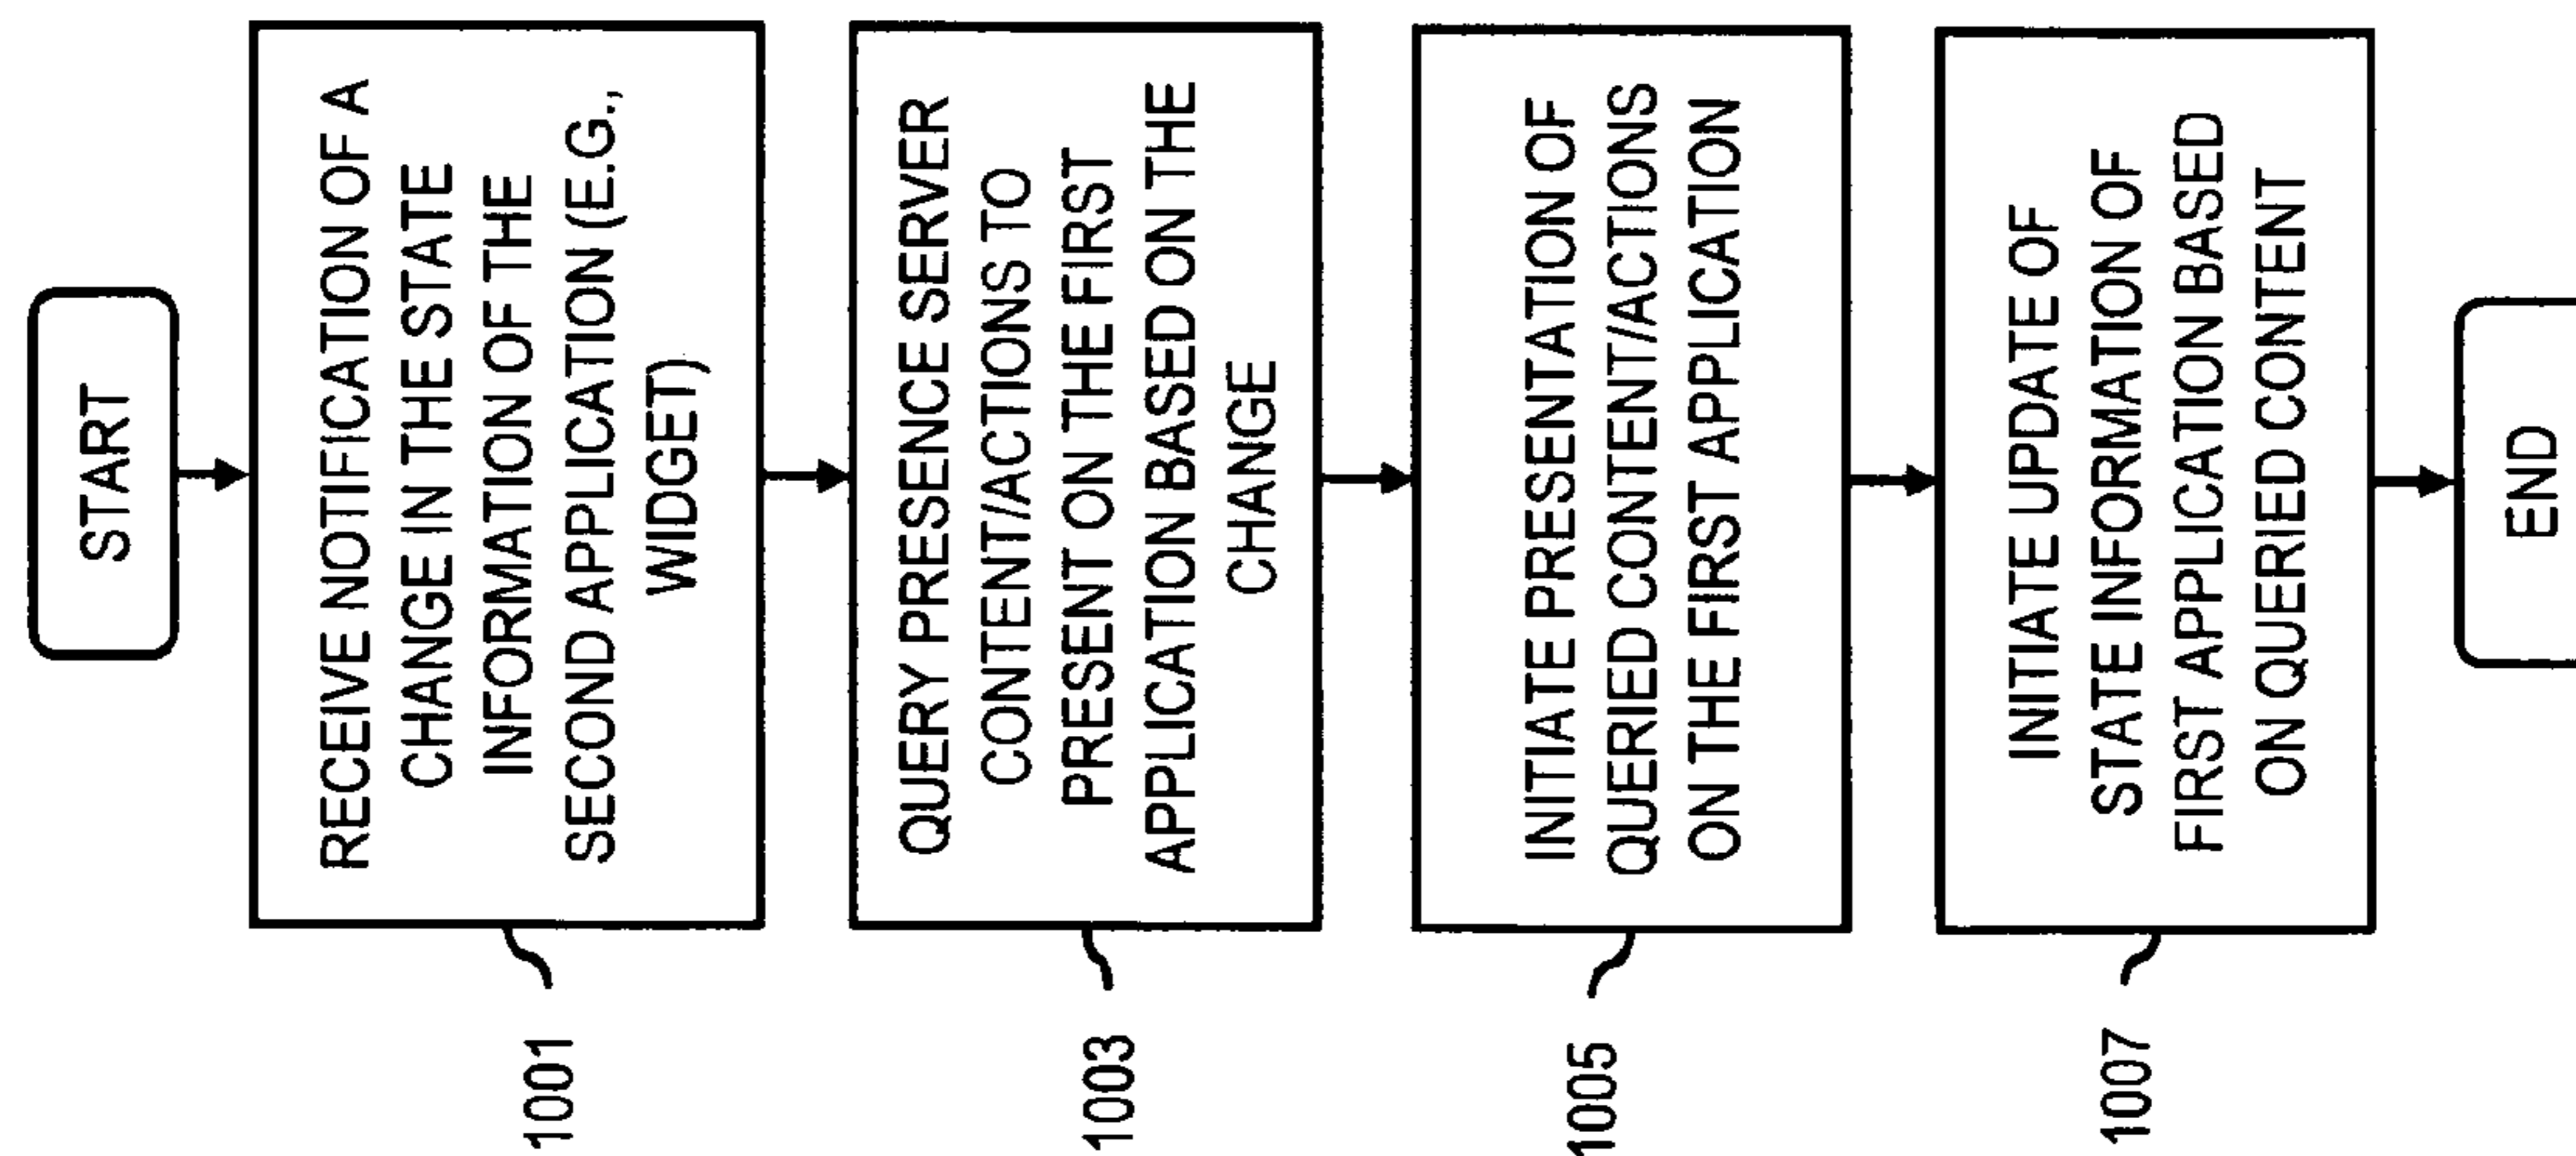 START
RECEIVE NOTIFICATION OF A
CHANGE IN THE STATE
INFORMATION OF THE
SECOND APPLICATION (E.G.,
WIDGET)
1001
QUERY PRESENCE SERVER
CONTENT/ACTIONS TO
PRESENT ON THE FIRST
APPLICATION BASED ON THE
CHANGE
1003
INITIATE PRESENTATION OF
QUERIED CONTENT/ACTIONS
ON THE FIRST APPLICATION
1005
INITIATE UPDATE OF
STATE INFORMATION OF
FIRST APPLICATION BASED
ON QUERIED CONTENT
1007
END